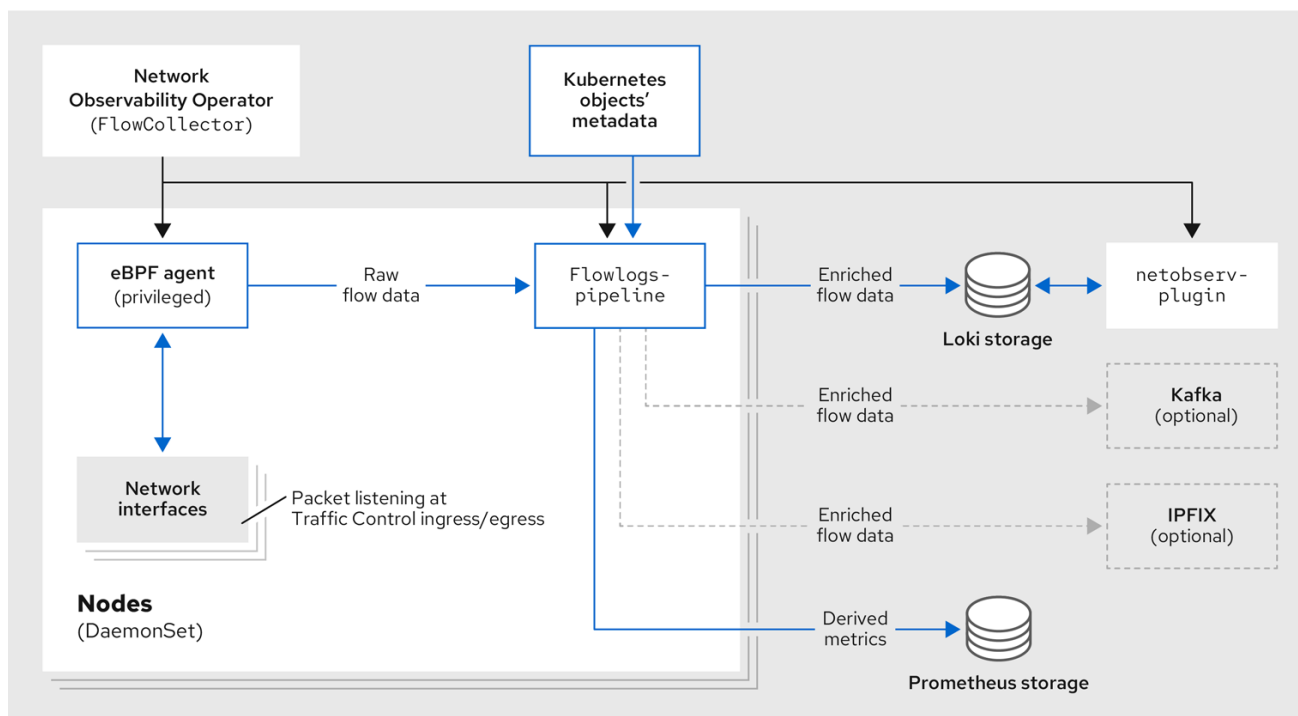 Network
Observability Operator
(FlowCollector)
Kubernetes
objects’
metadata
eBPF agent
(privileged)
Raw
flow data
Flowlogs-
pipeline
Enriched
flow data
Loki storage
netobserv-
plugin
Enriched
flow data
Kafka
(optional)
Network
interfaces
Packet listening at
Traffic Control ingress/egress
Enriched
flow data
IPFIX
(optional)
Nodes
(DaemonSet)
Derived
metrics
Prometheus storage